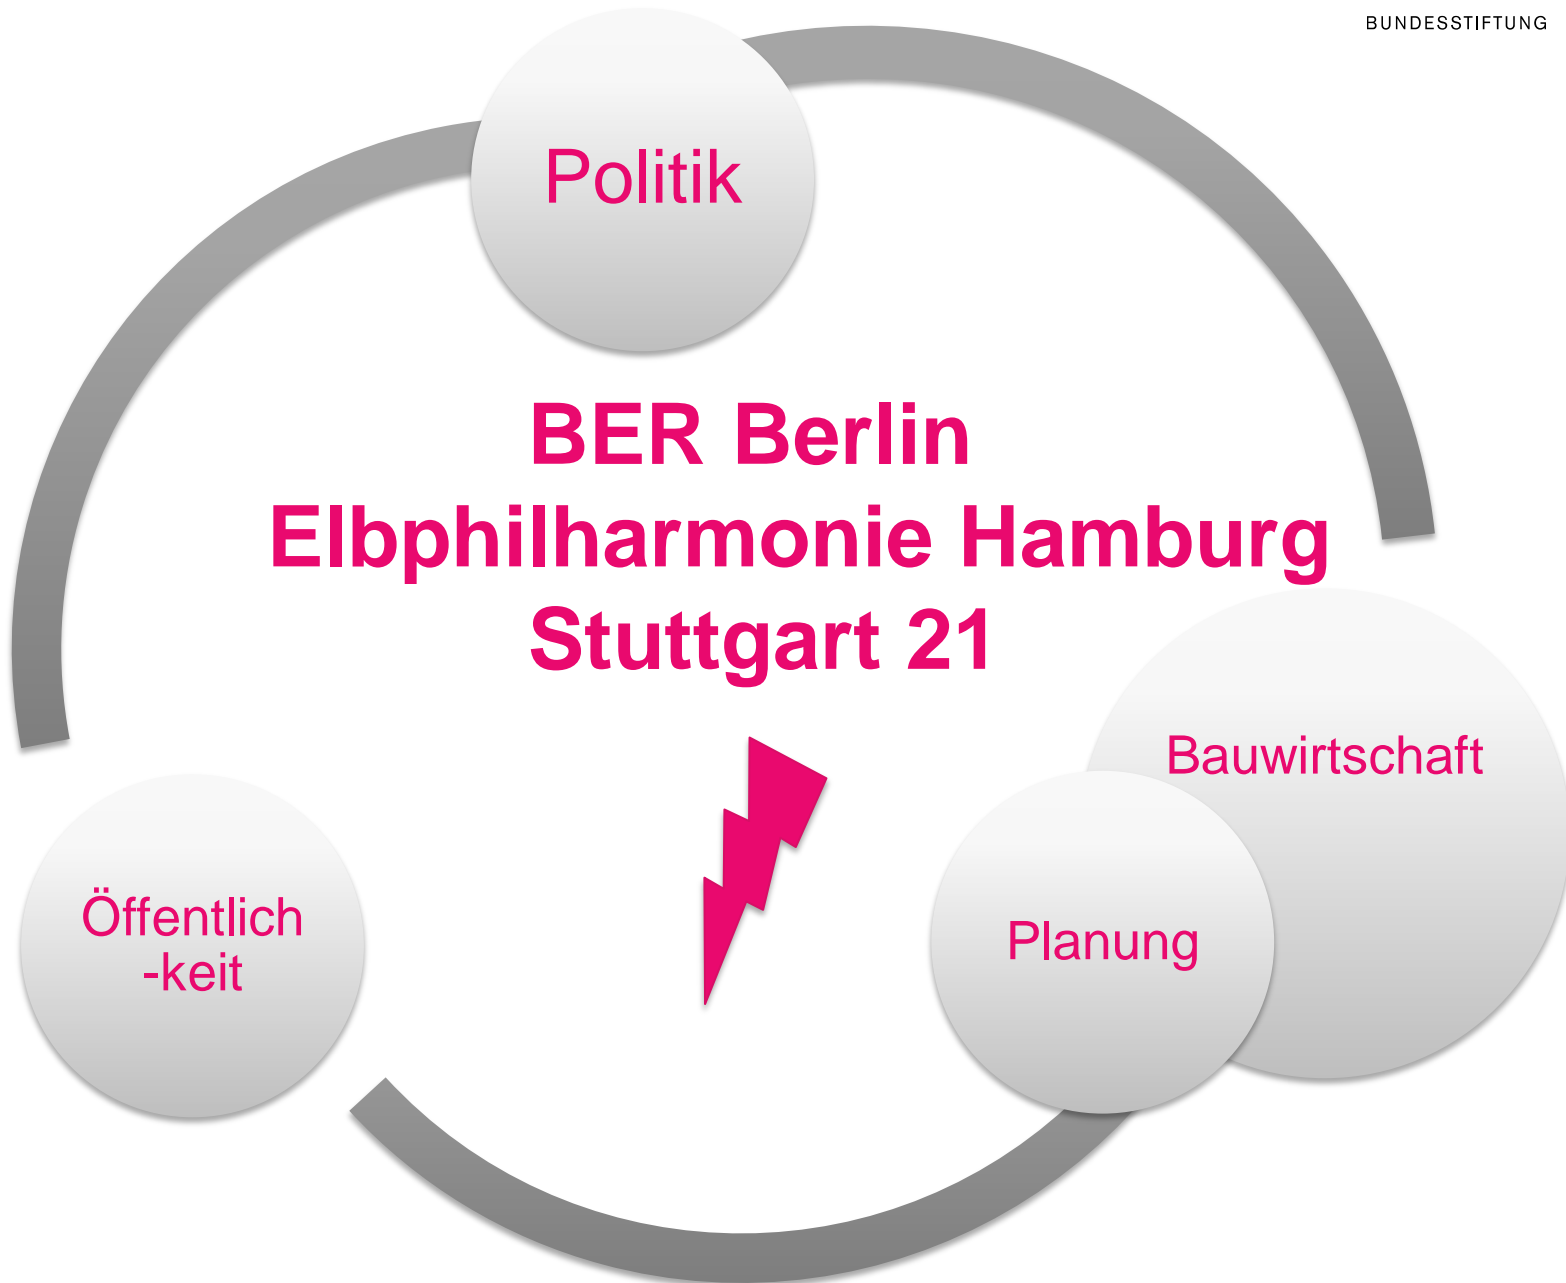 BUNDESSTIFTUNG
Politik
BER Berlin
Elbphilharmonie Hamburg
Stuttgart 21
Bauwirtschaft
Öffentlich
-keit
Planung